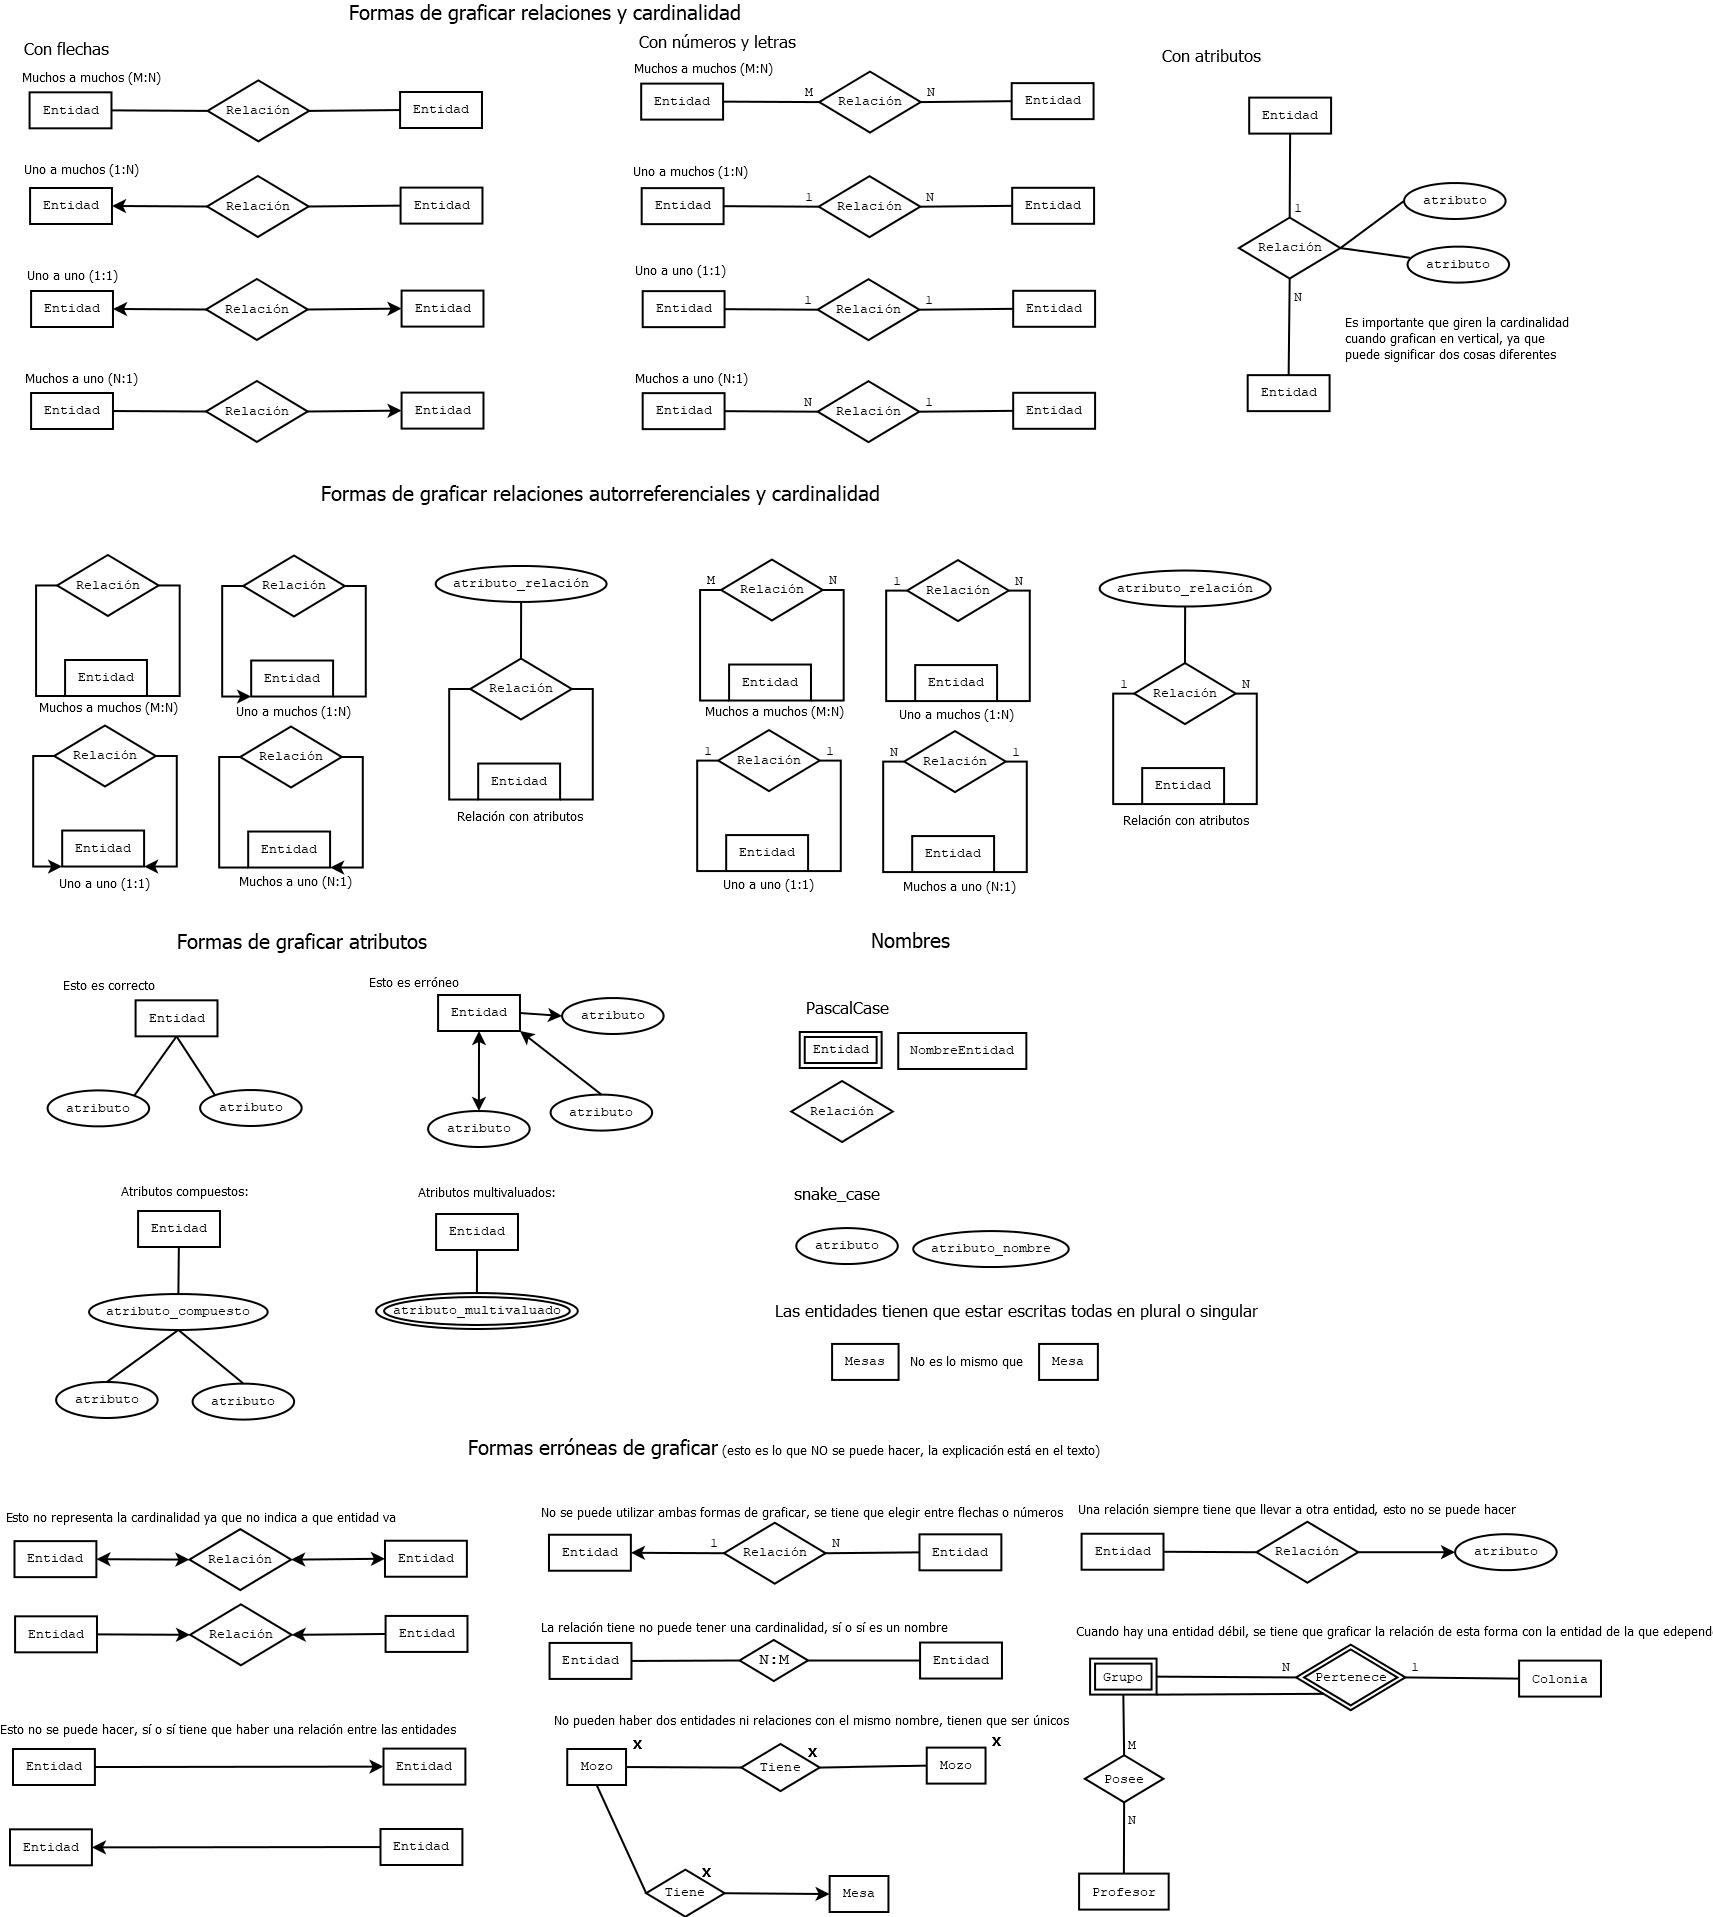 Formas de graficar relaciones y cardinalidad
Con flechas
Muchos a muchos (M:N)
Entidad
Relación
Entidad
Uno a muchos (1:N)
Entidad
Relación
Entidad
Uno a uno (1:1)
Entidad
Relación
Entidad
Muchos a uno (N:1)
Entidad
Relación
Entidad
Con números y letras
Muchos a muchos (M:N)
Entidad
M
Relación
N
Entidad
Uno a muchos (1:N)
Entidad
1
Relación
N
Entidad
Uno a uno (1:1)
Entidad
1
Relación
1
Entidad
Muchos a uno (N:1)
Entidad
N
Relación
1
Entidad
Con atributos
Entidad
atributo
1
Relación
atributo
N
Es importante que giren la cardinalidad
cuando grafican en vertical, ya que
puede significar dos cosas diferentes
Entidad
Formas de graficar relaciones autorreferenciales y cardinalidad
Relación
Entidad
Muchos a muchos (M:N)
Relación
Entidad
Uno a muchos (1:N)
Relación
Entidad
Uno a uno (1:1)
Relación
Entidad
Muchos a uno (N:1)
atributo_relación
Relación
Entidad
Relación con atributos
M
Relación
N
Entidad
Muchos a muchos (M:N)
1
Relación
N
Entidad
Uno a muchos (1:N)
1
Relación
1
Entidad
Uno a uno (1:1)
N
Relación
1
Entidad
Muchos a uno (N:1)
atributo_relación
1
Relación
N
Entidad
Relación con atributos
Formas de graficar atributos
Esto es correcto
Entidad
atributo
atributo
Esto es erróneo
Entidad
atributo
atributo
atributo
Atributos compuestos:
Entidad
atributo_compuesto
atributo
atributo
Atributos multivaluados:
Entidad
atributo_multivaluado
Nombres
PascalCase
Entidad
NombreEntidad
Relación
snake_case
atributo
atributo_nombre
Las entidades tienen que estar escritas todas en plural o singular
Mesas
No es lo mismo que
Mesa
Formas erróneas de graficar (esto es lo que NO se puede hacer, la explicación está en el texto)
Esto no representa la cardinalidad ya que no indica a que entidad va
Entidad
Relación
Entidad
Entidad
Relación
Entidad
Esto no se puede hacer, sí o sí tiene que haber una relación entre las entidades
Entidad
Entidad
Entidad
Entidad
No se puede utilizar ambas formas de graficar, se tiene que elegir entre flechas o números
Entidad
1
Relación
N
Entidad
La relación tiene no puede tener una cardinalidad, sí o sí es un nombre
Entidad
N:M
Entidad
No pueden haber dos entidades ni relaciones con el mismo nombre, tienen que ser únicos
Mozo
X
Tiene
X
Mozo
X
Tiene
X
Mesa
Una relación siempre tiene que llevar a otra entidad, esto no se puede hacer
Entidad
Relación
atributo
Cuando hay una entidad débil, se tiene que graficar la relación de esta forma con la entidad de la que edepend
Grupo
N
Pertenece
1
Colonia
M
Posee
N
Profesor